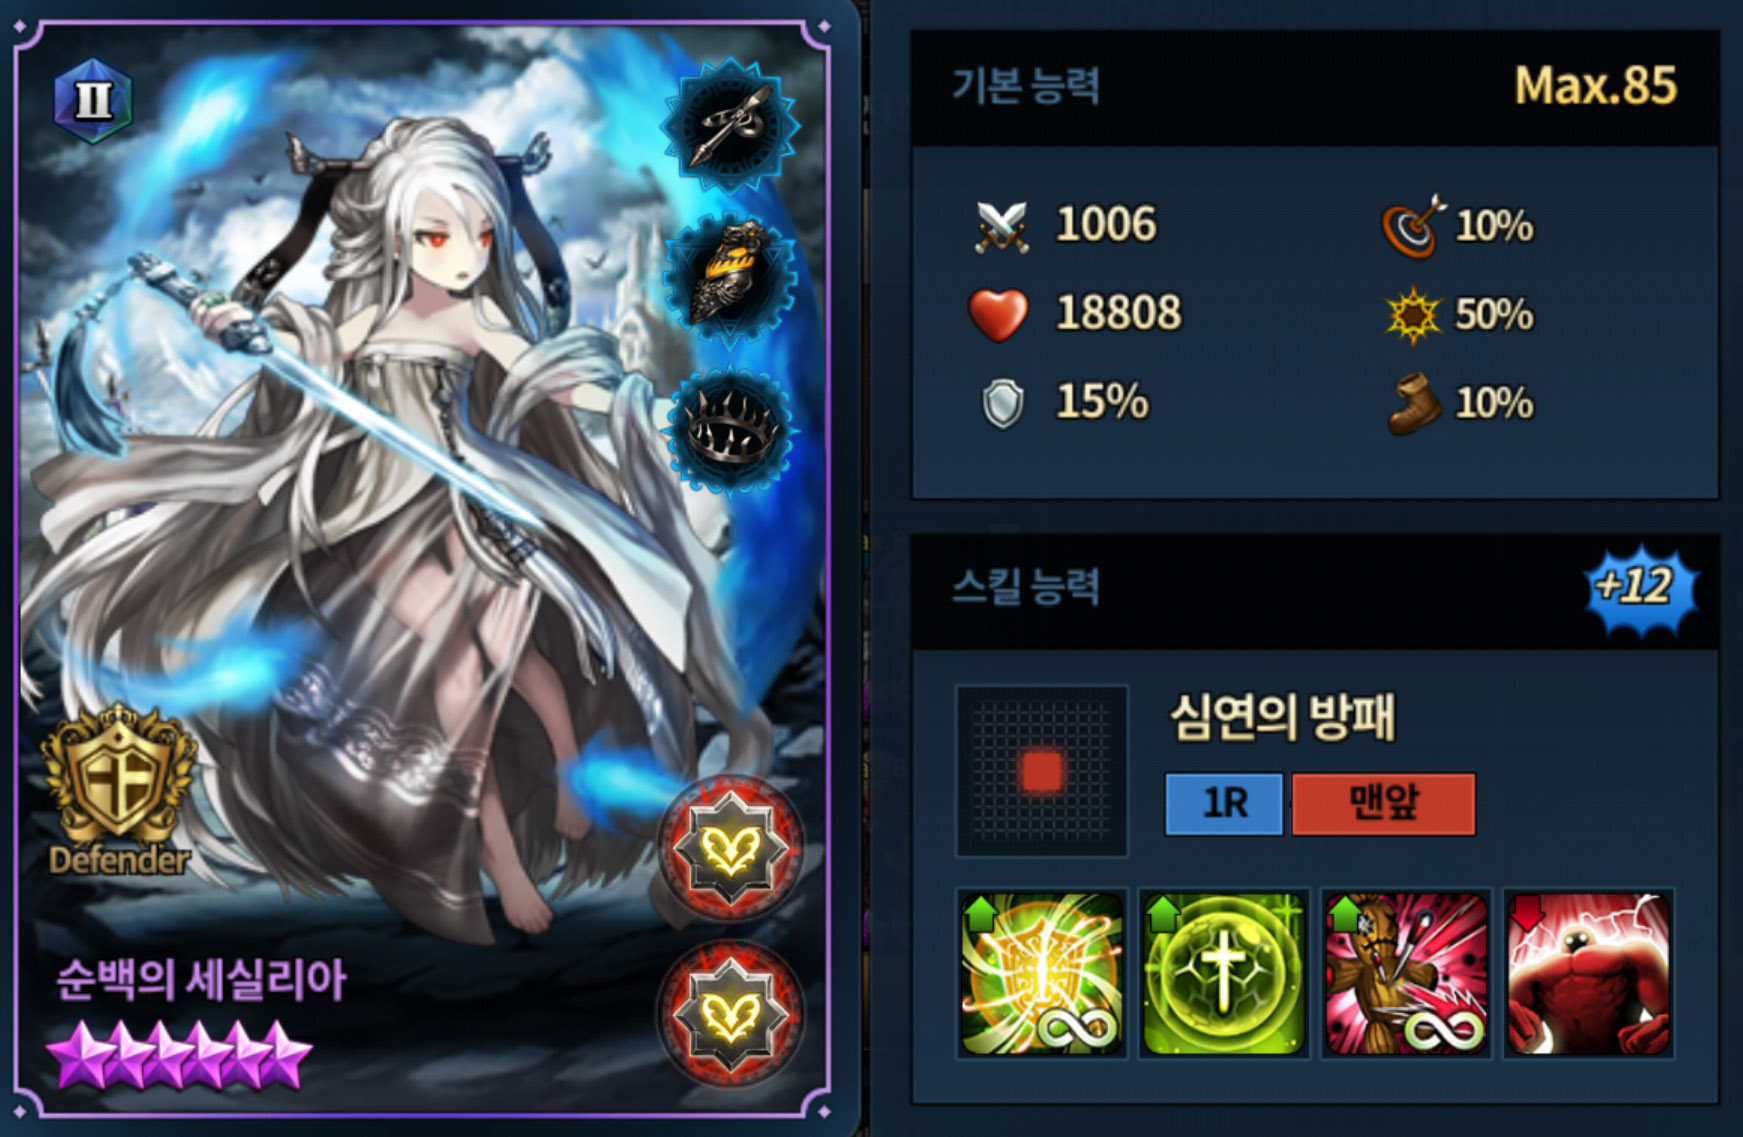 II
Defender
순백의 세실리아
기본 능력
Max.85
1006
10%
18808
50%
15%
10%
스킬 능력
+12
심연의 방패
1R
맨앞